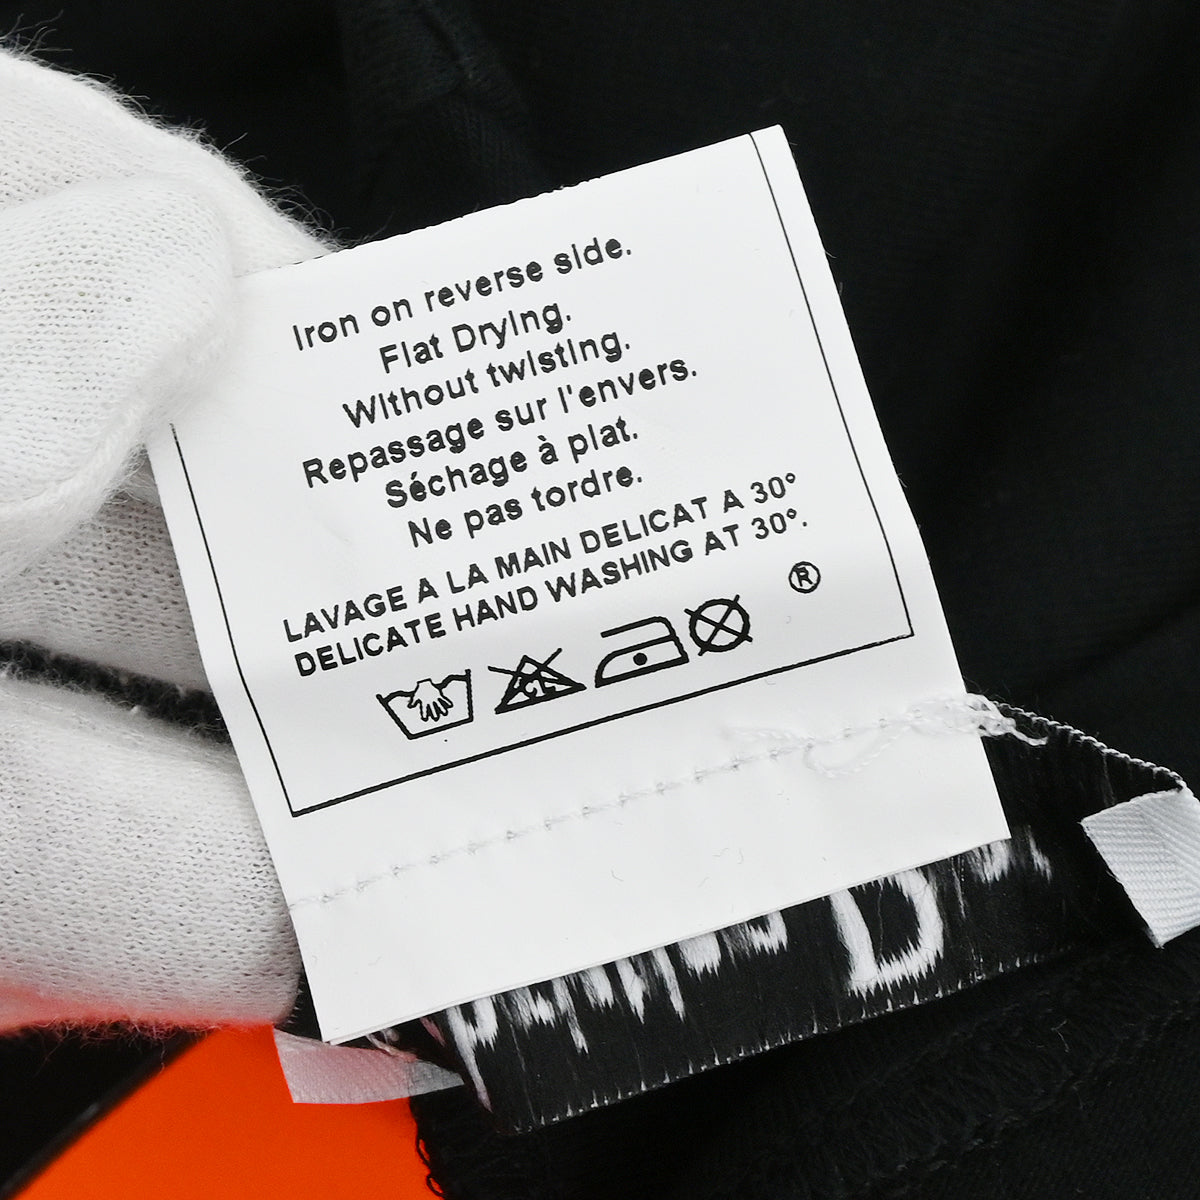 Iron on reverse side.
Flat Drying.
Without twisting.
Repassage sur l'envers.
Séchage à plat.
Ne pas tordre.
LAVAGE A LA MAIN DELICAT A 30°
DELICATE HAND WASHING AT 30°.
CL
®